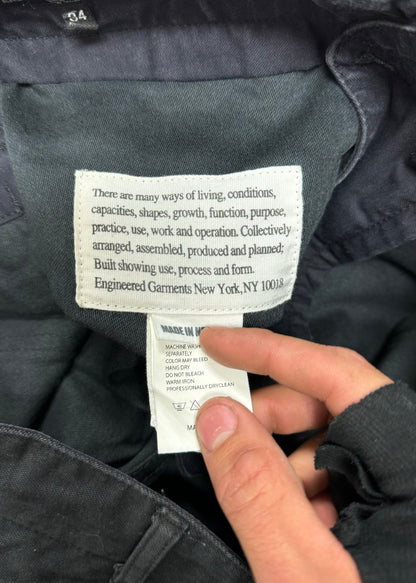 34
There are many ways of living, conditions,
capacities, shapes, growth, function, purpose,
practice, use, work and operation. Collectively
arranged, assembled, produced and planned;
Built showing use, process and form.
Engineered Garments New York, NY 10018
MADE IN
MACHINE WASH
SEPARATELY
COLOR MAY BLEED
HANG DRY
DO NOT BLEACH
WARM IRON
PROFESSIONALLY DRYCLEAN